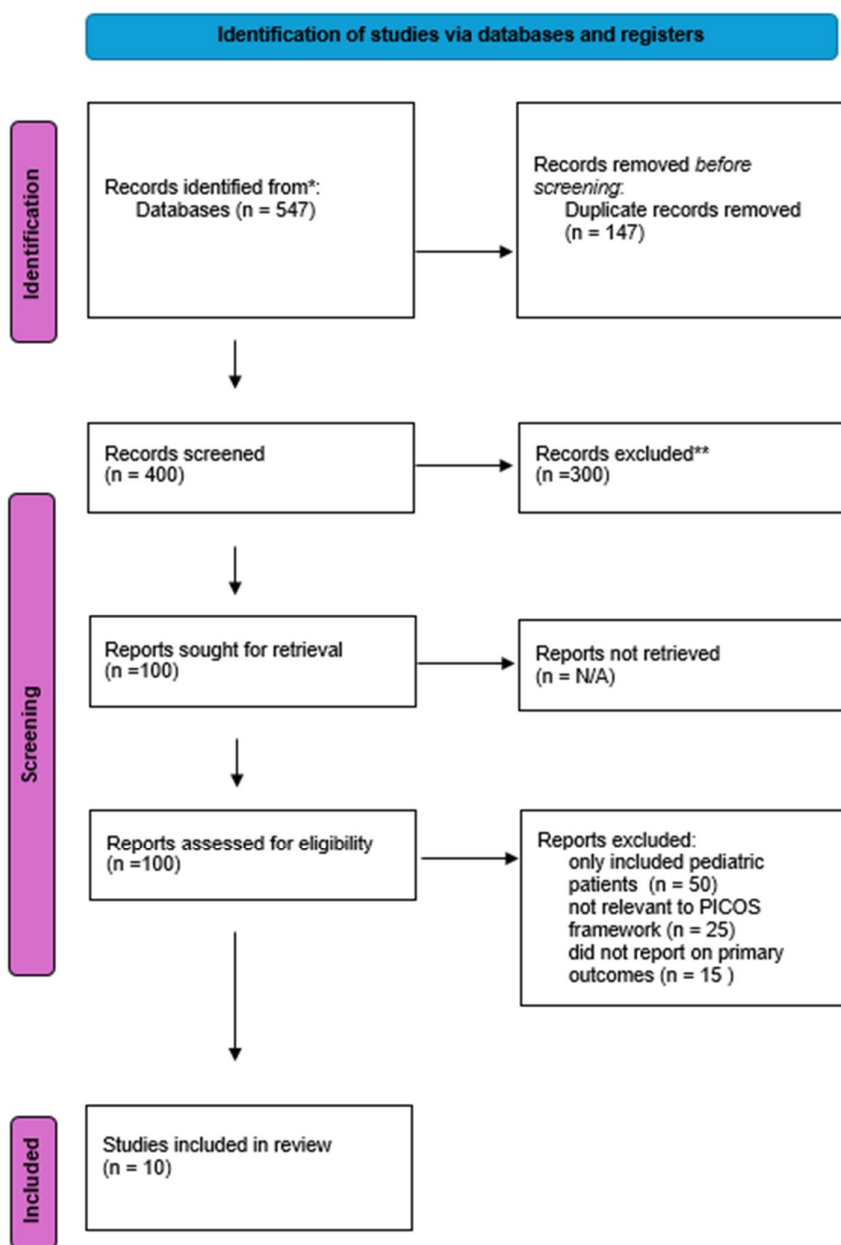 Identification of studies via databases and registers
Identification
Records identified from*:
Databases (n = 547)
Records removed before
screening:
Duplicate records removed
(n = 147)
Screening
Records screened
(n = 400)
Records excluded**
(n =300)
Reports sought for retrieval
(n =100)
Reports not retrieved
(n = N/A)
Reports assessed for eligibility
(n =100)
Reports excluded:
only included pediatric
patients (n = 50)
not relevant to PICOS
framework (n = 25)
did not report on primary
outcomes (n = 15 )
Included
Studies included in review
(n = 10)